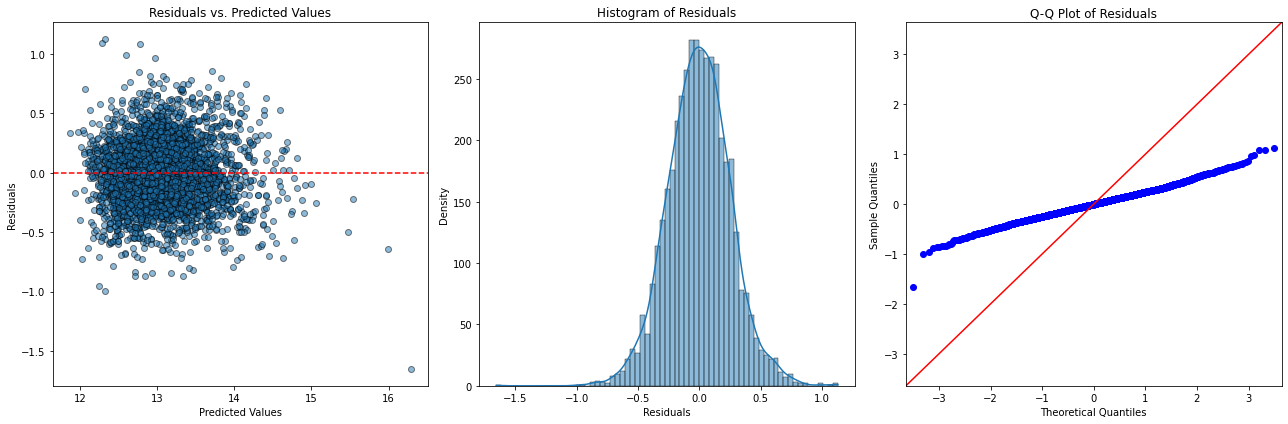 Residuals vs. Predicted Values
1.0
0.5
0.0
−0.5
−1.0
−1.5
Residuals
12 13 14 15 16
Predicted Values
Histogram of Residuals
250
200
150
100
50
0
Density
−1.5 −1.0 −0.5 0.0 0.5 1.0
Residuals
Q-Q Plot of Residuals
3
2
1
0
−1
−2
−3
Sample Quantiles
−3 −2 −1 0 1 2 3
Theoretical Quantiles